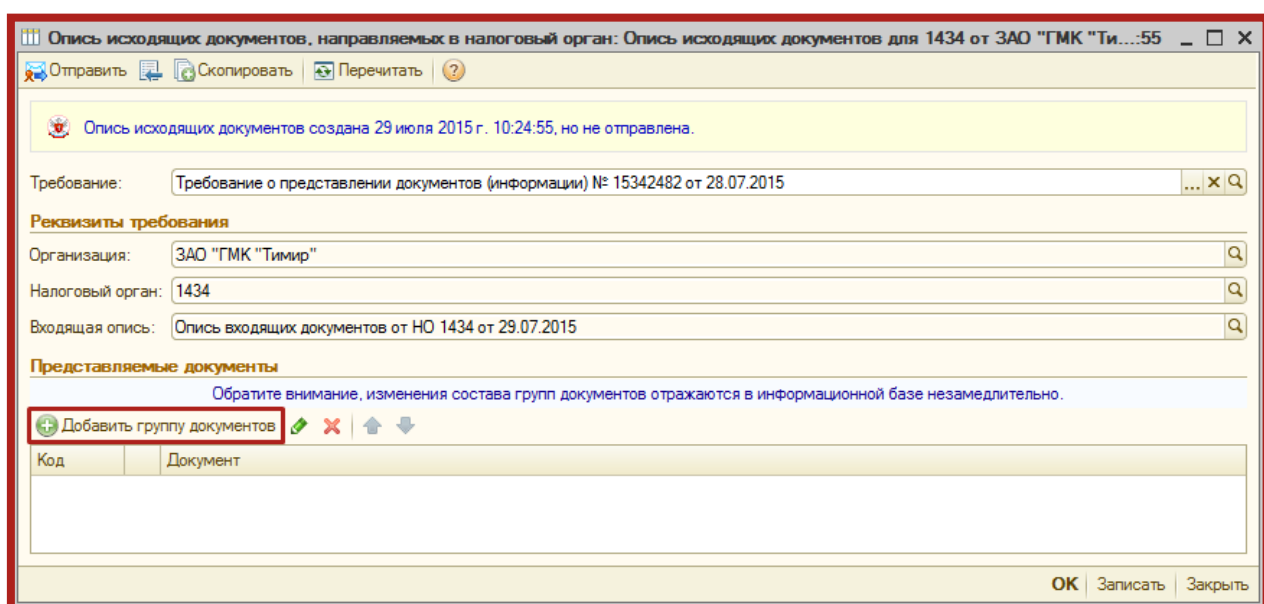 Опись исходящих документов, направляемых в налоговый орган: Опись исходящих документов для 1434 от ЗАО "ГМК "Ти...:55
Отправить Скопировать Перечитать ?
Опись исходящих документов создана 29 июля 2015 г. 10:24:55, но не отправлена.
Требование: Требование о представлении документов (информации) № 15342482 от 28.07.2015 ...
Реквизиты требования
Организация: ЗАО "ГМК "Тимир"
Налоговый орган: 1434
Входящая опись: Опись входящих документов от НО 1434 от 29.07.2015
Представляемые документы
Обратите внимание, изменения состава групп документов отражаются в информационной базе незамедлительно.
Добавить группу документов
Код Документ
ОК Записать Закрыть